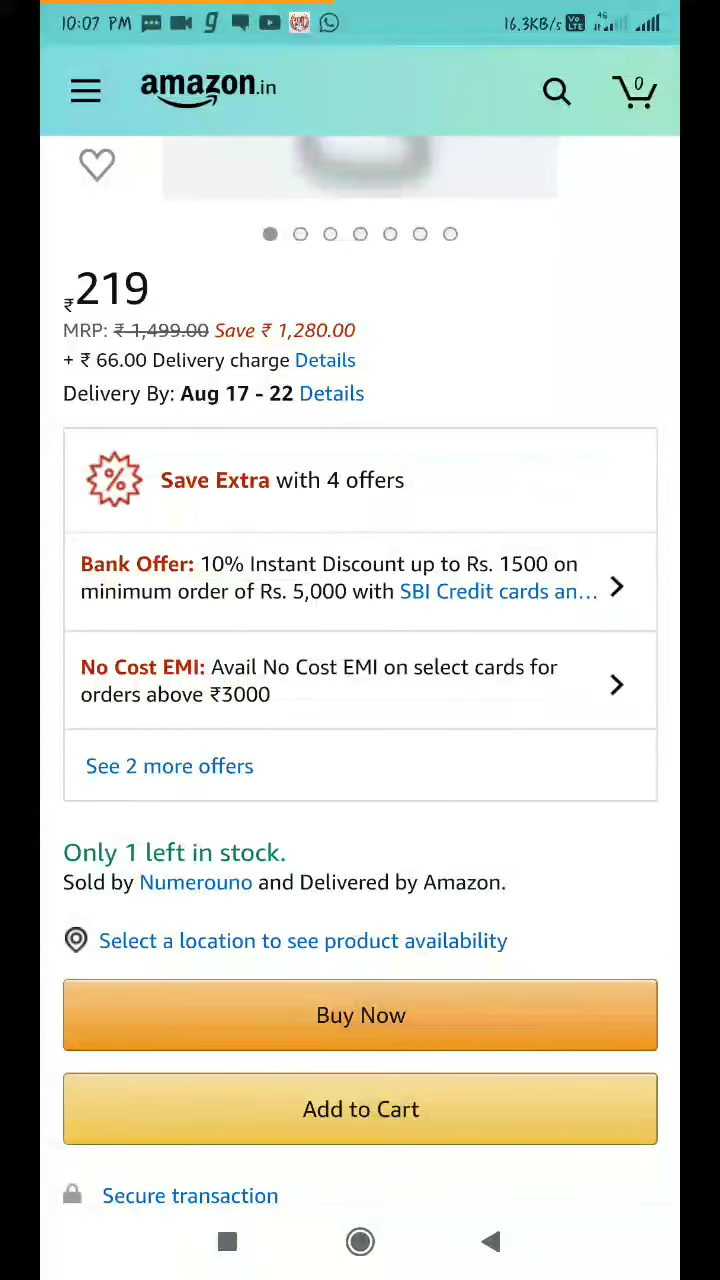 10:07 PM 16.3KB/s Vo LTE 4G
amazon.in
0
₹219
MRP: ₹ 1,499.00 Save ₹ 1,280.00
+ ₹ 66.00 Delivery charge Details
Delivery By: Aug 17 - 22 Details
Save Extra with 4 offers
Bank Offer: 10% Instant Discount up to Rs. 1500 on
minimum order of Rs. 5,000 with SBI Credit cards an...
No Cost EMI: Avail No Cost EMI on select cards for
orders above ₹3000
See 2 more offers
Only 1 left in stock.
Sold by Numerouno and Delivered by Amazon.
Select a location to see product availability
Buy Now
Add to Cart
Secure transaction